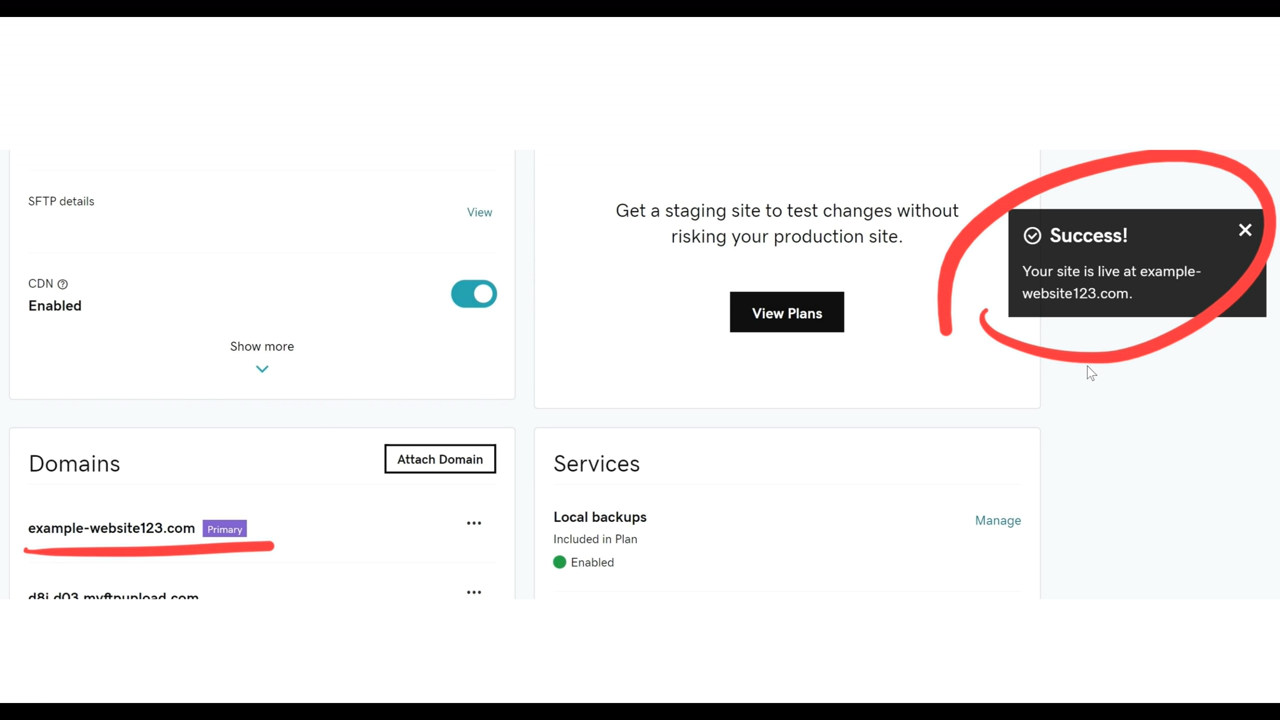 SFTP details
View
CDN
Enabled
Show more
Get a staging site to test changes without
risking your production site.
View Plans
Success!
Your site is live at example-
website123.com.
Domains
Attach Domain
example-website123.com Primary
Services
Local backups
Manage
Included in Plan
Enabled